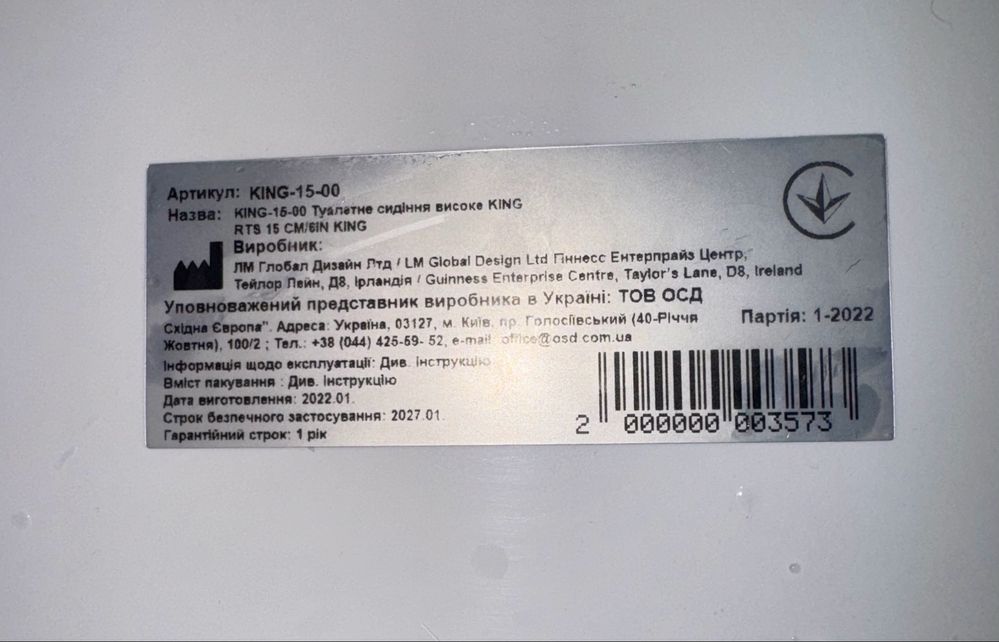 Артикул: KING-15-00
Назва: KING-15-00 Туалетне сидіння високе KING
RTS 15 CM/6IN KING
Виробник:
ЛМ Глобал Дизайн Лтд / LM Global Design Ltd Гіннесс Ентерпрайз Центр,
Тейлор Лейн, Д8, Ірландія / Guinness Enterprise Centre, Taylor's Lane, D8, Ireland
Уповноважений представник виробника в Україні: ТОВ ОСД
Східна Європа". Адреса: Україна, 03127, м. Київ, пр. Голосіївський (40-Річчя
Жовтня), 100/2 ; Тел.: +38 (044) 425-59- 52, e-mail: office@osd.com.ua
Партія: 1-2022
Інформація щодо експлуатації: Див. інструкцію
Вміст пакування : Див. інструкцію
Дата виготовлення: 2022.01.
Строк безпечного застосування: 2027.01.
Гарантійний строк: 1 рік
2 000000 003573